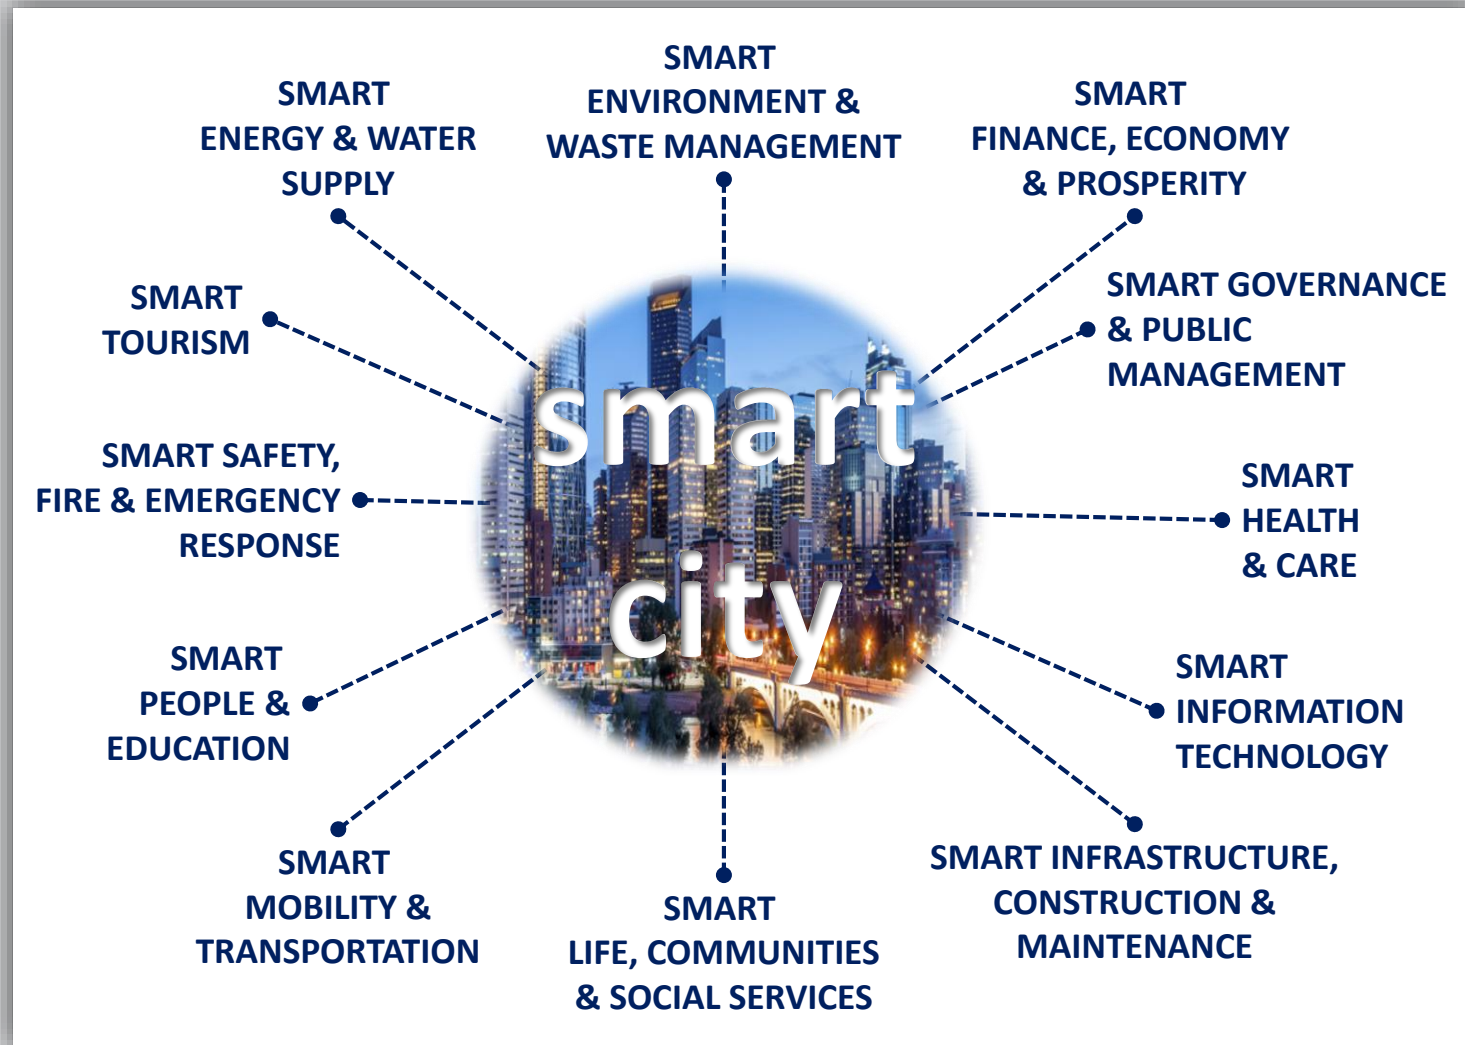 SMART
ENVIRONMENT &
WASTE MANAGEMENT
SMART
FINANCE, ECONOMY
& PROSPERITY
SMART GOVERNANCE
& PUBLIC
MANAGEMENT
SMART
HEALTH
& CARE
SMART
INFORMATION
TECHNOLOGY
SMART INFRASTRUCTURE,
CONSTRUCTION &
MAINTENANCE
SMART
LIFE, COMMUNITIES
& SOCIAL SERVICES
SMART
MOBILITY &
TRANSPORTATION
SMART
PEOPLE &
EDUCATION
SMART SAFETY,
FIRE & EMERGENCY
RESPONSE
SMART
TOURISM
SMART
ENERGY & WATER
SUPPLY
smart
city